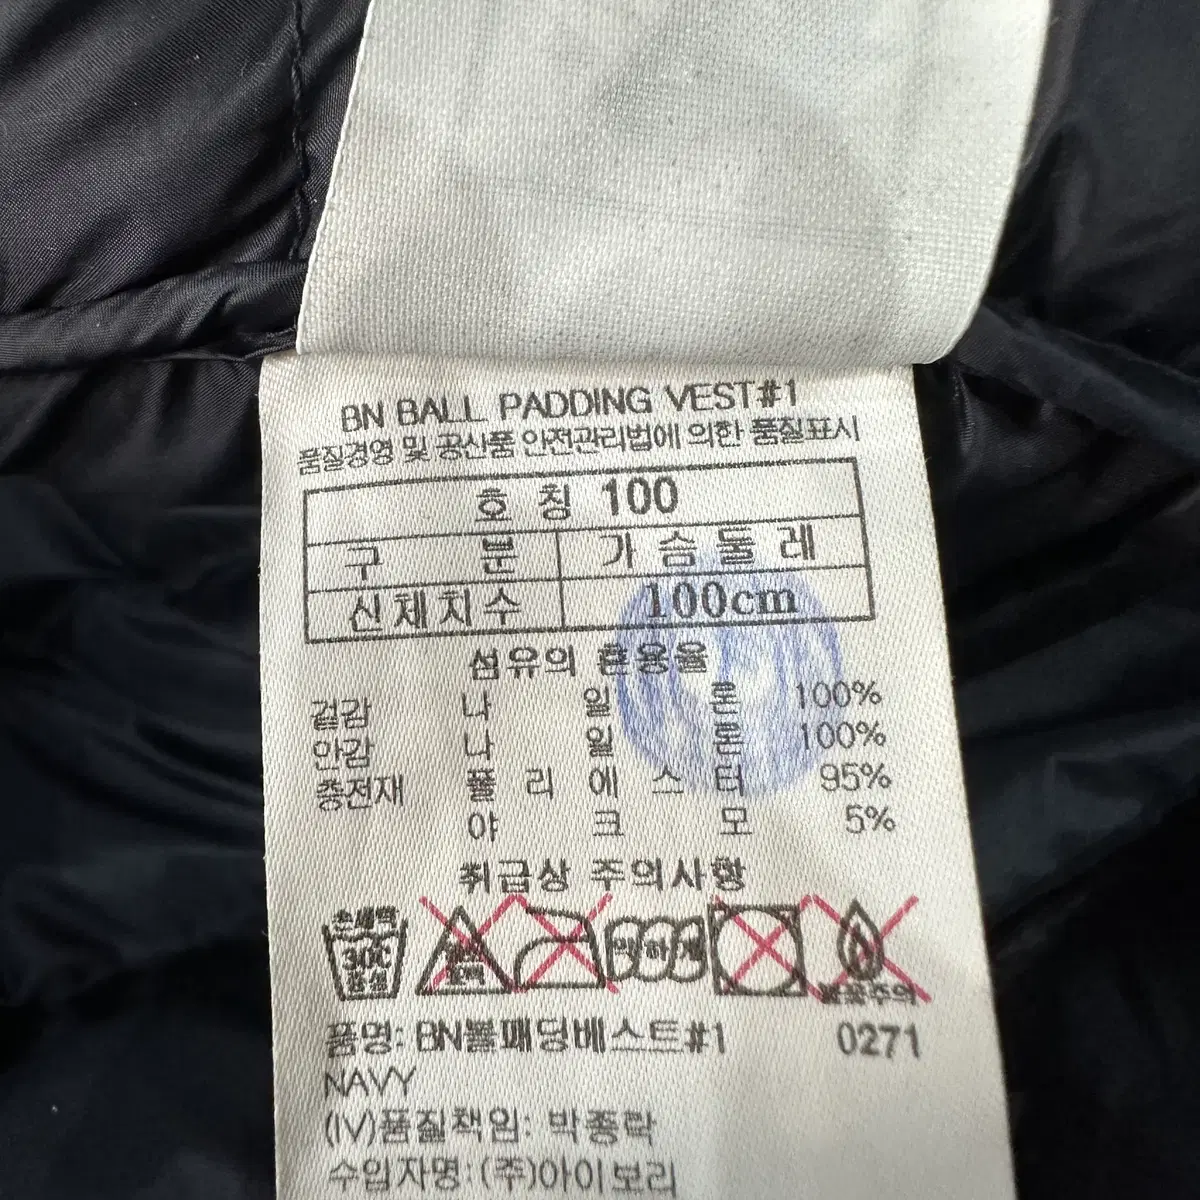 BN BALL PADDING VEST#1
품질경영 및 공산품 안전관리법에 의한 품질표시
호 칭 100
구 분 가 슴 둘 레
신체치수 100cm
섬유의 혼용율
겉감 나 일 론 100%
안감 나 일 론 100%
충전재 폴 리 에 스 터 95%
야 크 모 5%
취급상 주의사항
손세탁
30℃
중성
염소
표백
약하게
불꽃주의
품명: BN볼패딩베스트#1 0271
NAVY
(IV)품질책임: 박종락
수입자명: (주)아이보리